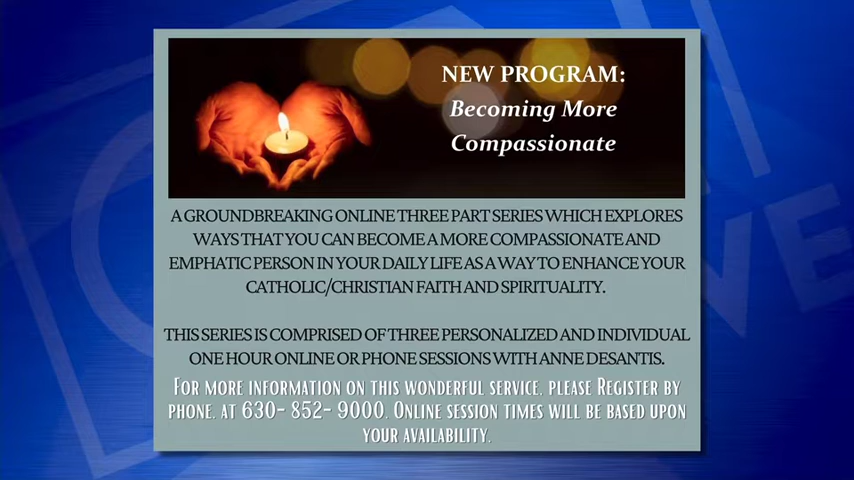 NEW PROGRAM:
Becoming More
Compassionate
A GROUNDBREAKING ONLINE THREE PART SERIES WHICH EXPLORES
WAYS THAT YOU CAN BECOME A MORE COMPASSIONATE AND
EMPHATIC PERSON IN YOUR DAILY LIFE AS A WAY TO ENHANCE YOUR
CATHOLIC/CHRISTIAN FAITH AND SPIRITUALITY.
THIS SERIES IS COMPRISED OF THREE PERSONALIZED AND INDIVIDUAL
ONE HOUR ONLINE OR PHONE SESSIONS WITH ANNE DESANTIS.
FOR MORE INFORMATION ON THIS WONDERFUL SERVICE, PLEASE REGISTER BY
PHONE, AT 630- 852- 9000. ONLINE SESSION TIMES WILL BE BASED UPON
YOUR AVAILABILITY.